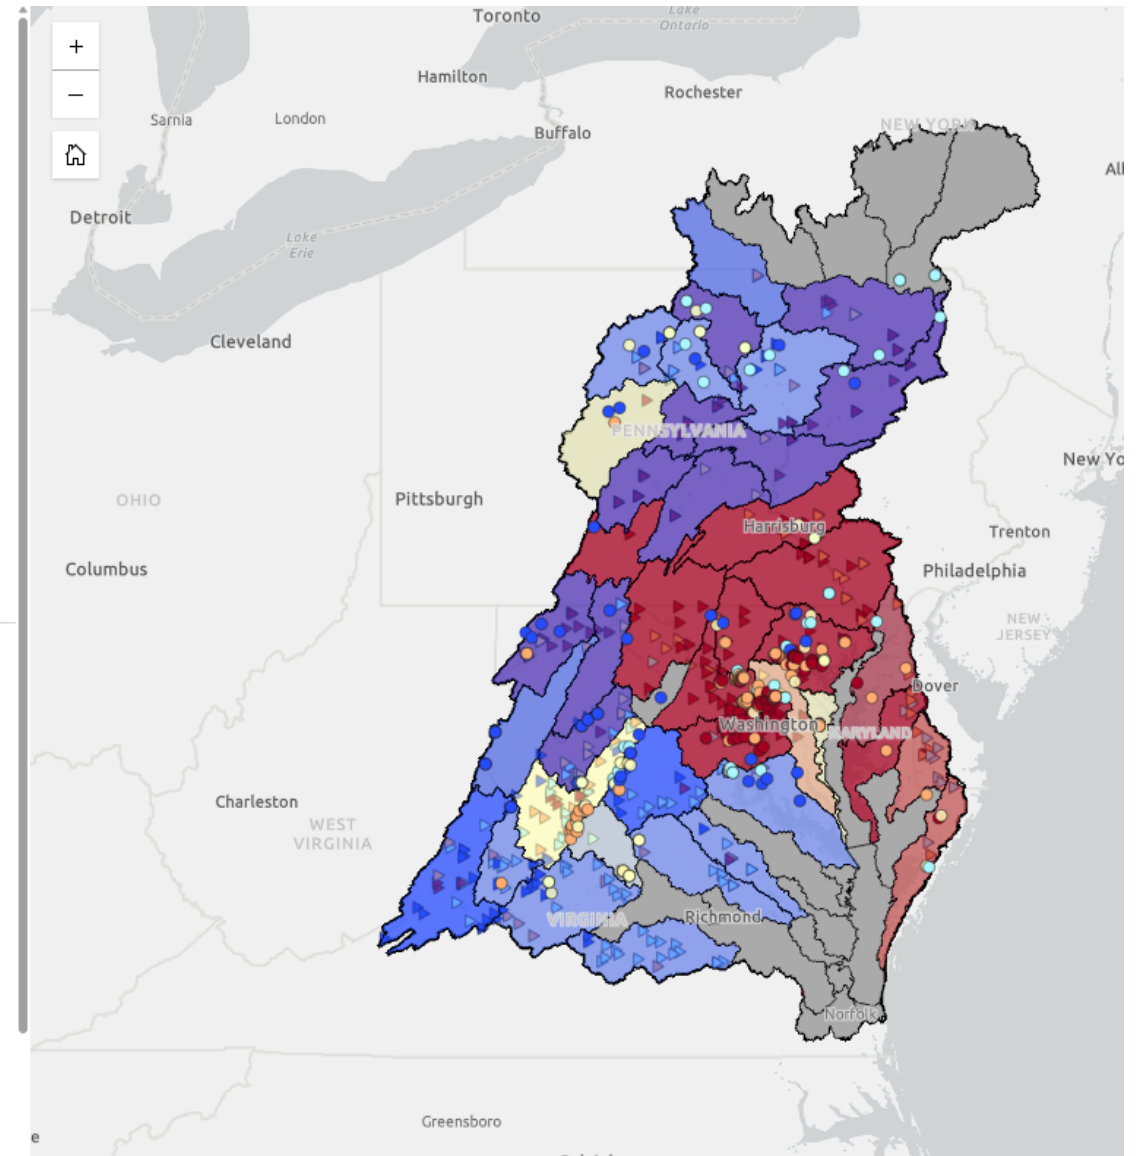 Toronto
Lake
Ontario
+
Hamilton
Rochester
−
Sarnia
London
NEW YORK
Buffalo
Detroit
Lake
Erie
Cleveland
PENNSYLVANIA
New Yo
OHIO
Pittsburgh
Harrisburg
Trenton
Columbus
Philadelphia
NEW
JERSEY
Dover
Washington
MARYLAND
Charleston
WEST
VIRGINIA
VIRGINIA
Richmond
Norfolk
Greensboro
e